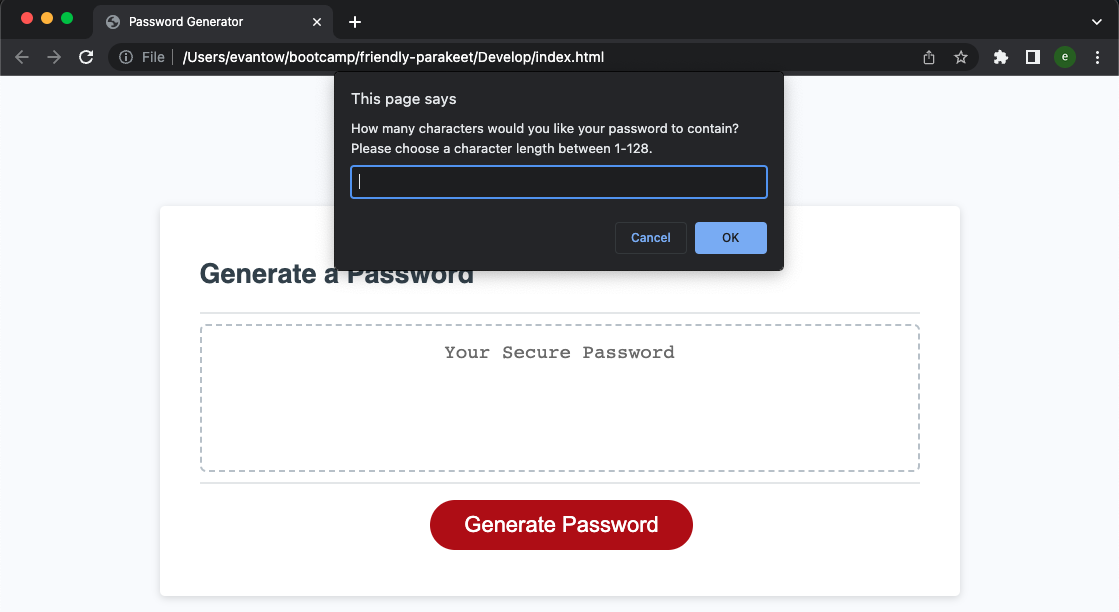 Password Generator
File /Users/evantow/bootcamp/friendly-parakeet/Develop/index.html
e
This page says
How many characters would you like your password to contain?
Please choose a character length between 1-128.
Cancel
OK
Generate a Password
Your Secure Password
Generate Password